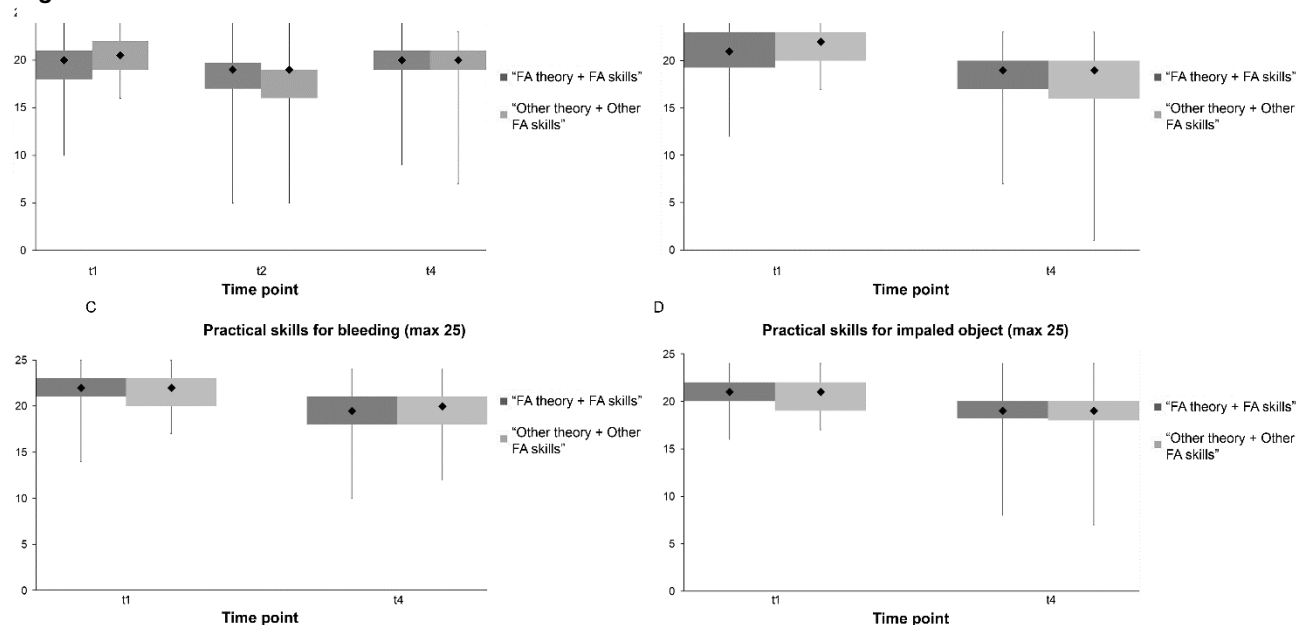 20
15
10
5
0
t1
t2
t4
Time point
"FA theory + FA skills"
"Other theory + Other
FA skills"
20
15
10
5
0
t1
t4
Time point
"FA theory + FA skills"
"Other theory + Other
FA skills"
C
Practical skills for bleeding (max 25)
25
20
15
10
5
0
t1
t4
Time point
"FA theory + FA skills"
"Other theory + Other
FA skills"
D
Practical skills for impaled object (max 25)
25
20
15
10
5
0
t1
t4
Time point
"FA theory + FA skills"
"Other theory + Other
FA skills"